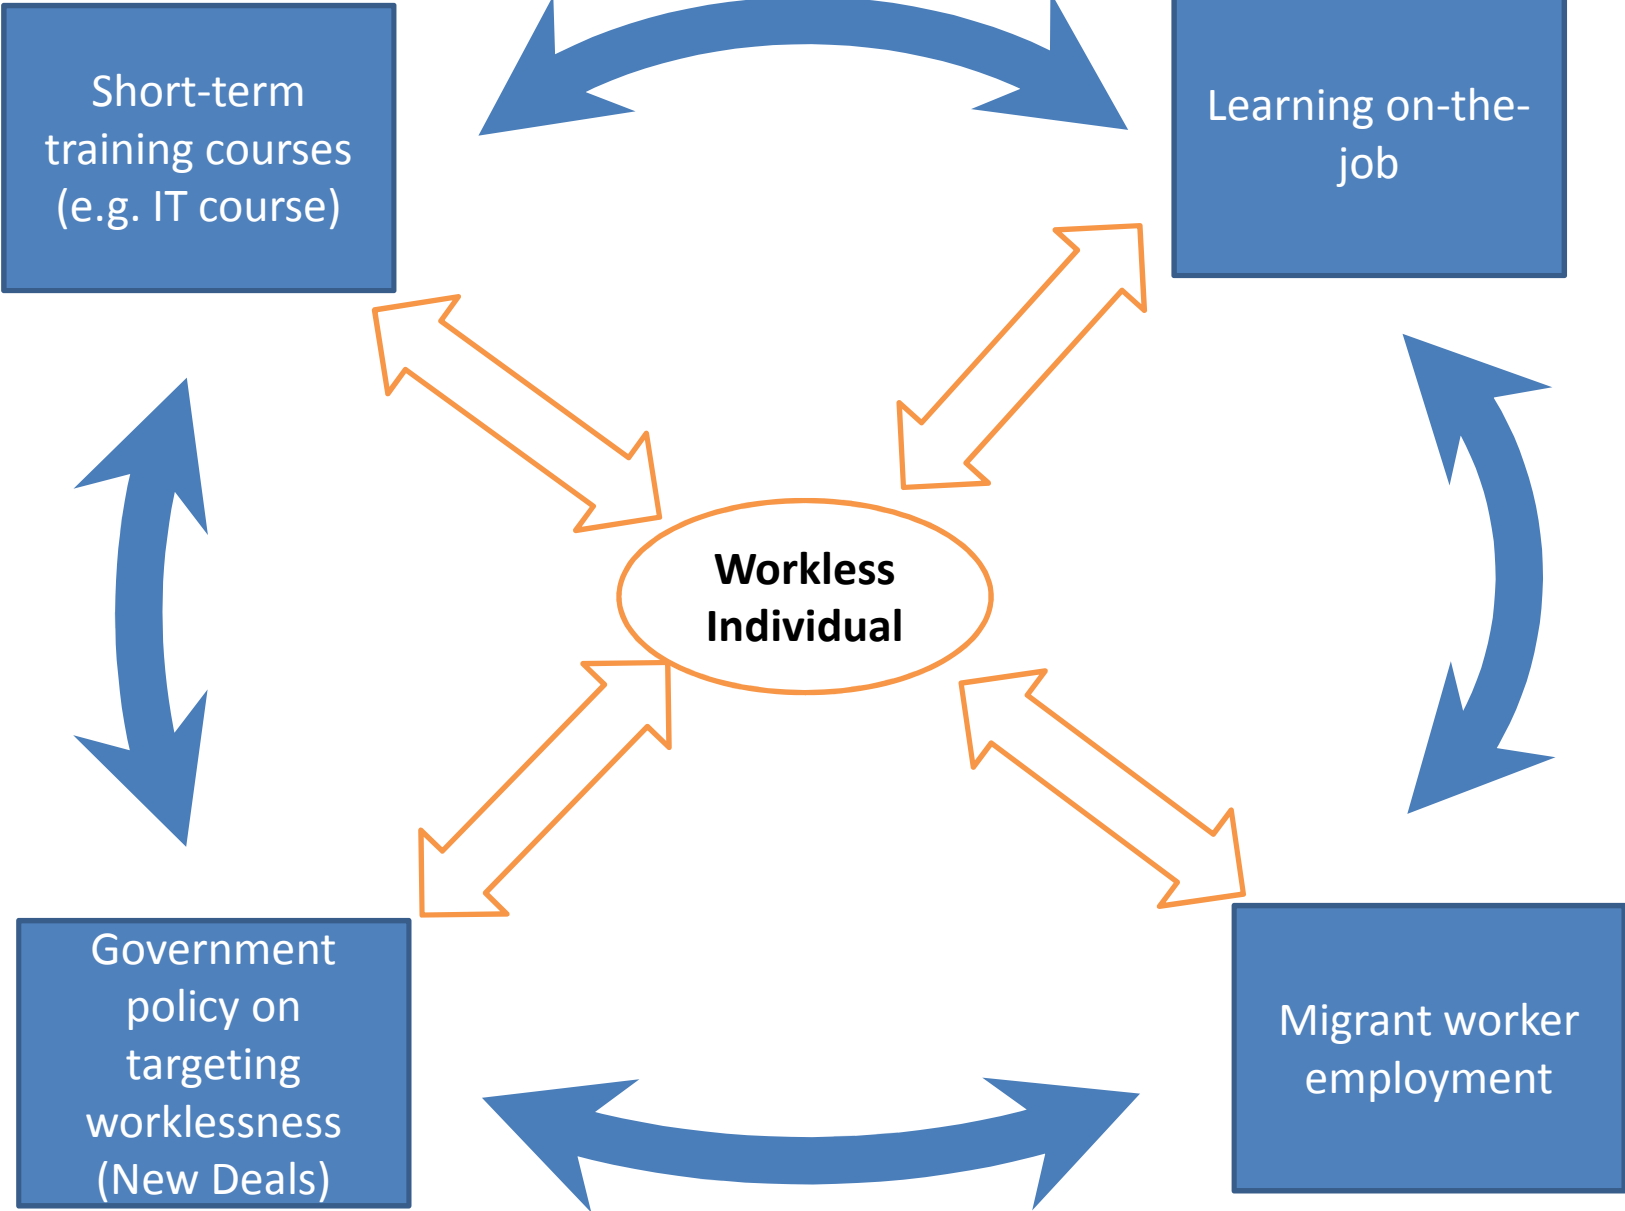 Short-term
training courses
(e.g. IT course)
Learning on-the-
job
Workless
Individual
Government
policy on
targeting
worklessness
(New Deals)
Migrant worker
employment